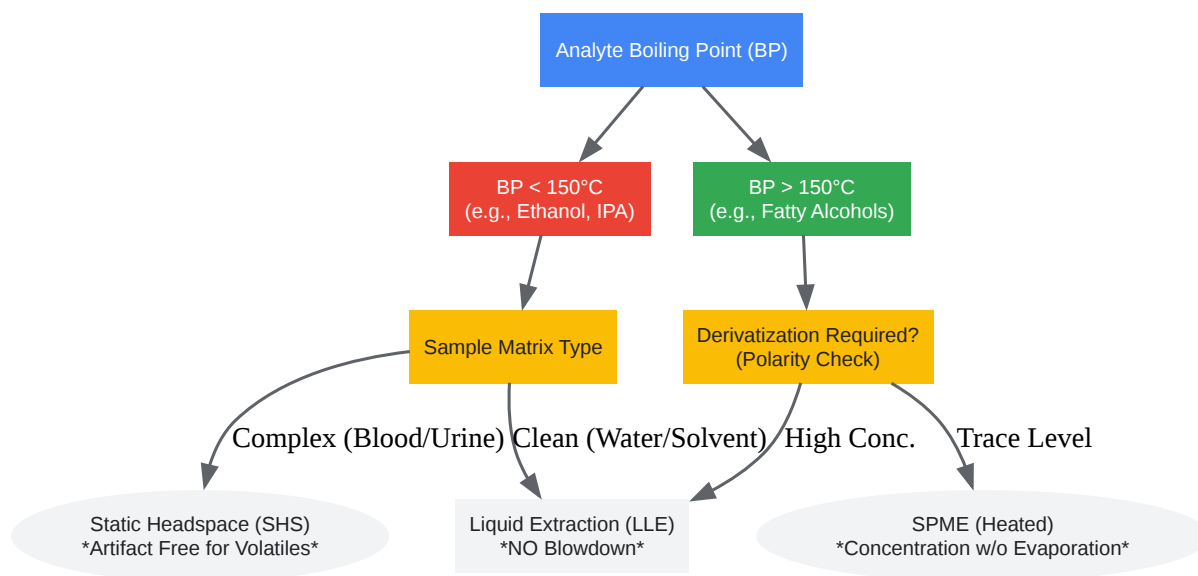 Analyte Boiling Point (BP)
BP < 150°C
(e.g., Ethanol, IPA)
BP > 150°C
(e.g., Fatty Alcohols)
Sample Matrix Type
Derivatization Required?
(Polarity Check)
Complex (Blood/Urine)
Clean (Water/Solvent)
High Conc.
Trace Level
Static Headspace (SHS)
*Artifact Free for Volatiles*
Liquid Extraction (LLE)
*NO Blowdown*
SPME (Heated)
*Concentration w/o Evaporation*